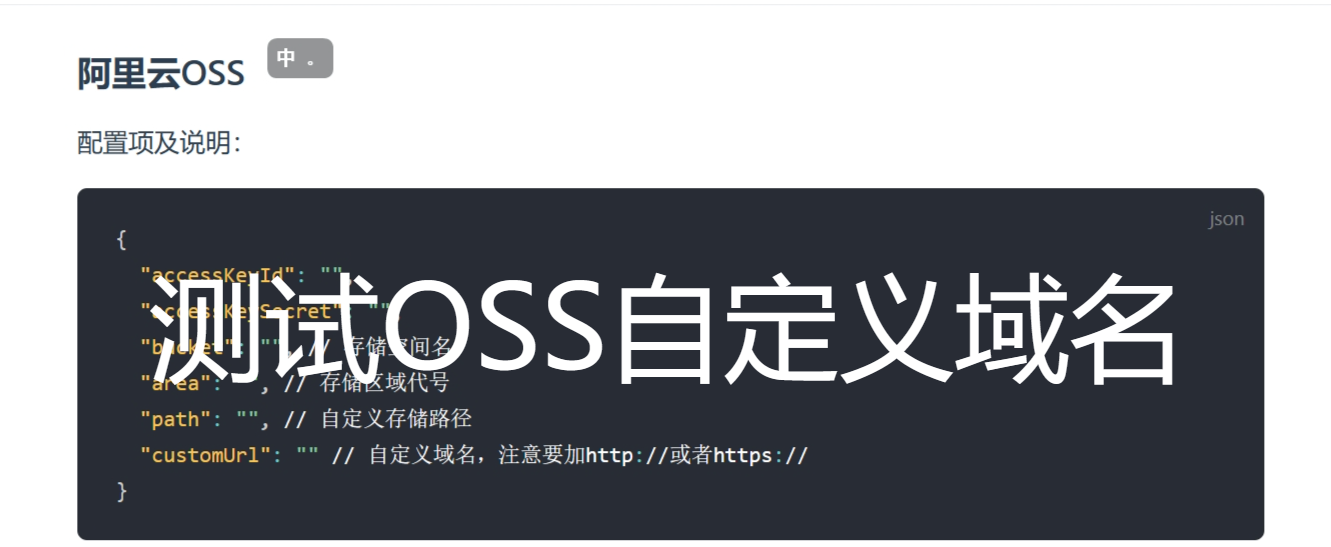 阿里云OSS
中 。
配置项及说明：
json
{
"accessKeyId": "",
"accessKeySecret": "",
"bucket": "", // 存储空间名
"area": "", // 存储区域代号
"path": "", // 自定义存储路径
"customUrl": "" // 自定义域名，注意要加http://或者https://
}
测试OSS自定义域名